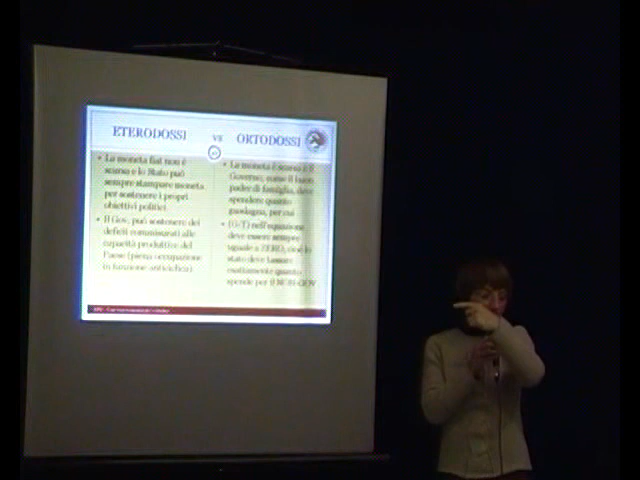 ETERODOSSI
VS
ORTODOSSI
• La moneta fiat non è
scarsa e lo Stato può
sempre stampare moneta
per sostenere i propri
obiettivi politici.
• Il Gov. può sostenere dei
deficit commisurati alle
capacità produttive del
Paese (piena occupazione
in funzione anticiclica).
• La moneta è scarsa è il
Governo, come il buon
padre di famiglia, deve
spendere quanto
guadagna, per cui
• (G-T) nell'equazione
deve essere sempre
uguale a ZERO, cioè lo
stato deve tassare
esattamente quanto
spende per il NON-GOV